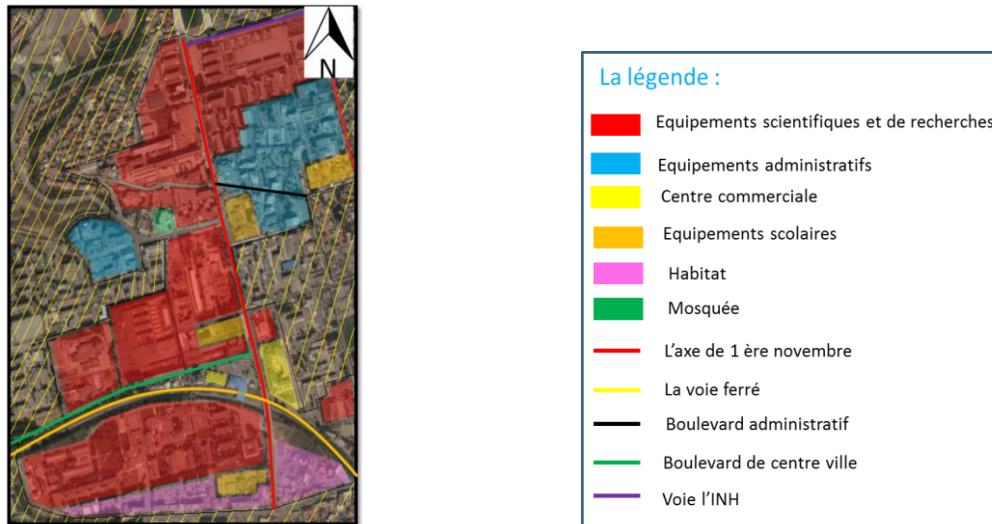 N
La légende :
Equipements scientifiques et de recherches
Equipements administratifs
Centre commerciale
Equipements scolaires
Habitat
Mosquée
L'axe de 1 ère novembre
La voie ferré
Boulevard administratif
Boulevard de centre ville
Voie l'INH